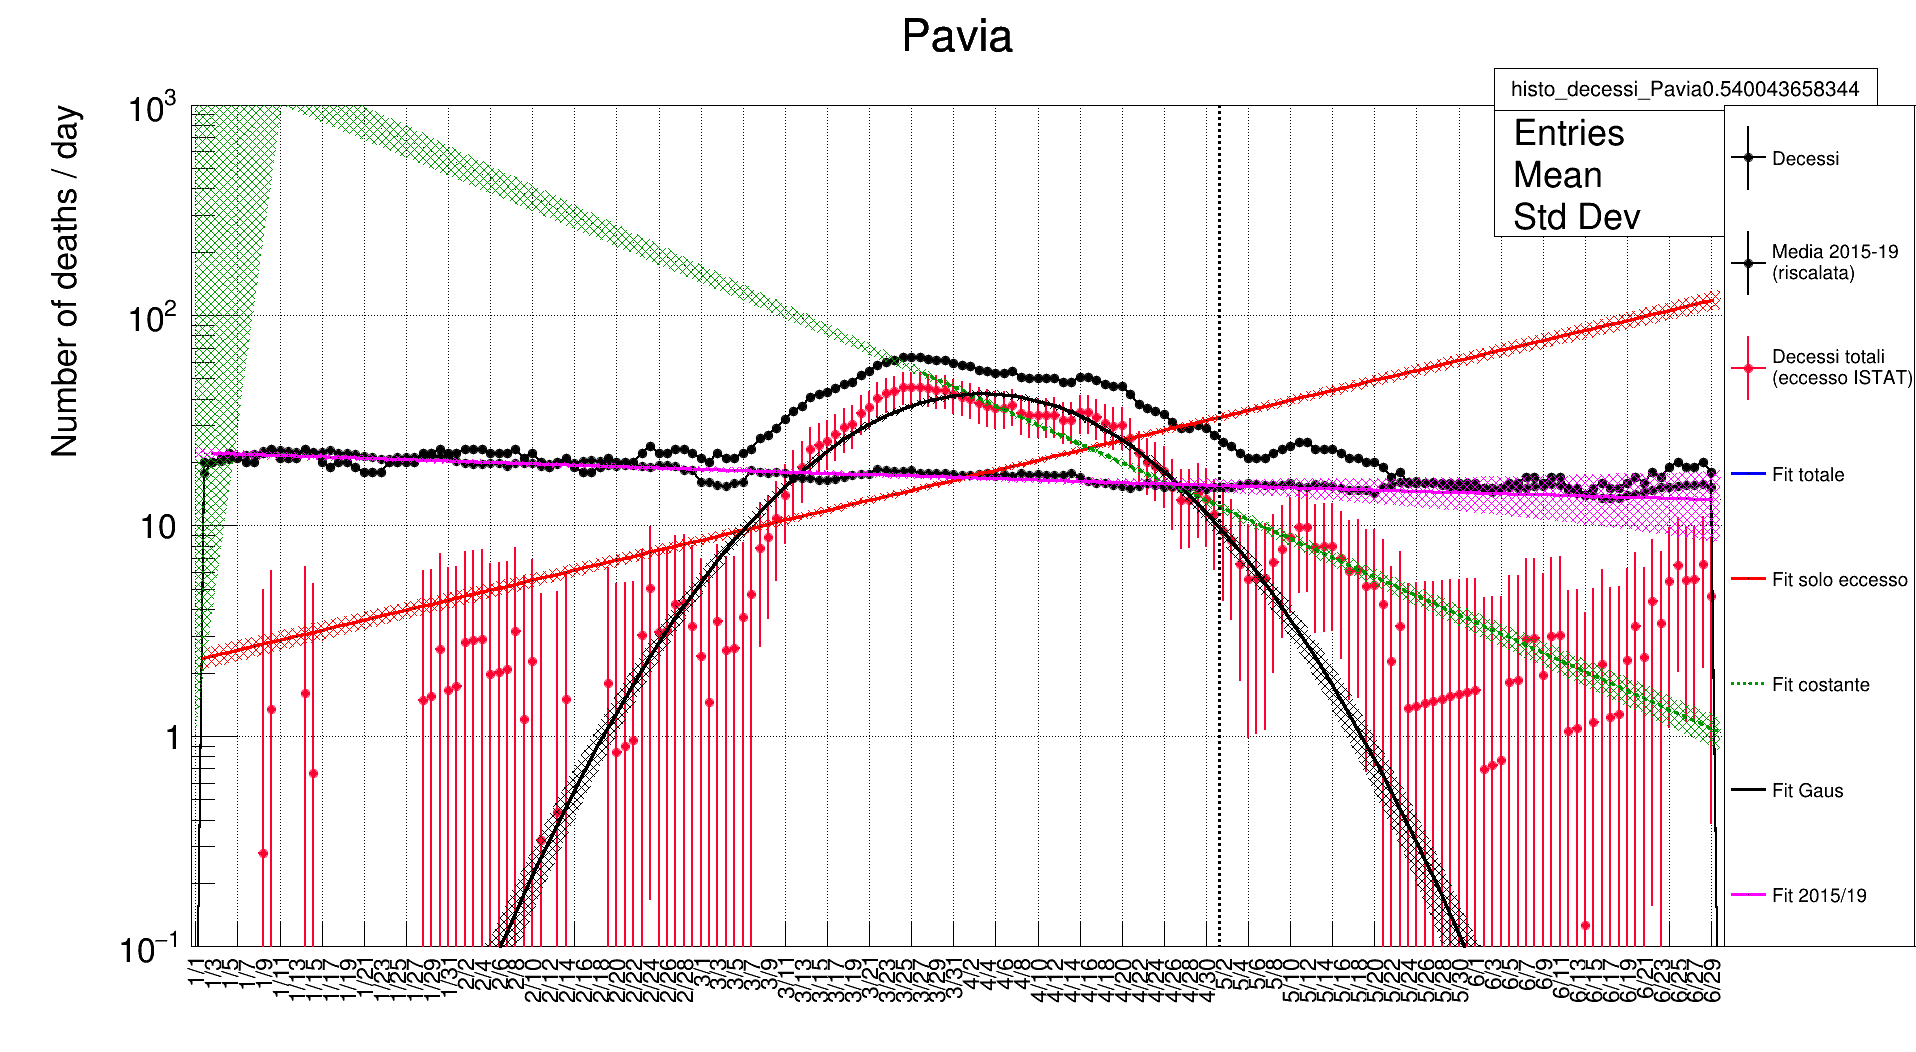 Pavia
histo_decessi_Pavia0.540043658344
Entries
Mean
Std Dev
Number of deaths / day
10³
10²
10
1
10⁻¹
Decessi
Media 2015-19
(riscalata)
Decessi totali
(eccesso ISTAT)
Fit totale
Fit solo eccesso
Fit costante
Fit Gaus
Fit 2015/19
1/1 1/3 1/5 1/7 1/9 1/11 1/13 1/15 1/17 1/19 1/21 1/23 1/25 1/27 1/29 1/31 2/2 2/4 2/6 2/8 2/10 2/12 2/14 2/16 2/18 2/20 2/22 2/24 2/26 2/28 3/1 3/3 3/5 3/7 3/9 3/11 3/13 3/15 3/17 3/19 3/21 3/23 3/25 3/27 3/29 3/31 4/2 4/4 4/6 4/8 4/10 4/12 4/14 4/16 4/18 4/20 4/22 4/24 4/26 4/28 4/30 5/2 5/4 5/6 5/8 5/10 5/12 5/14 5/16 5/18 5/20 5/22 5/24 5/26 5/28 5/30 6/1 6/3 6/5 6/7 6/9 6/11 6/13 6/15 6/17 6/19 6/21 6/23 6/25 6/27 6/29